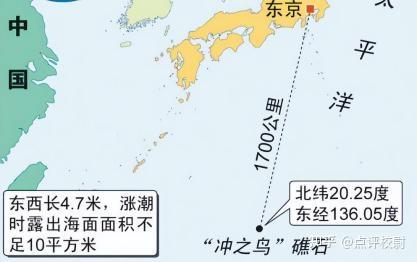 东京
太
平
洋
中
国
1700公里
东西长4.7米，涨潮
时露出海面面积不
足10平方米
北纬20.25度
东经136.05度
“冲之鸟”礁石
知乎 @点评校尉